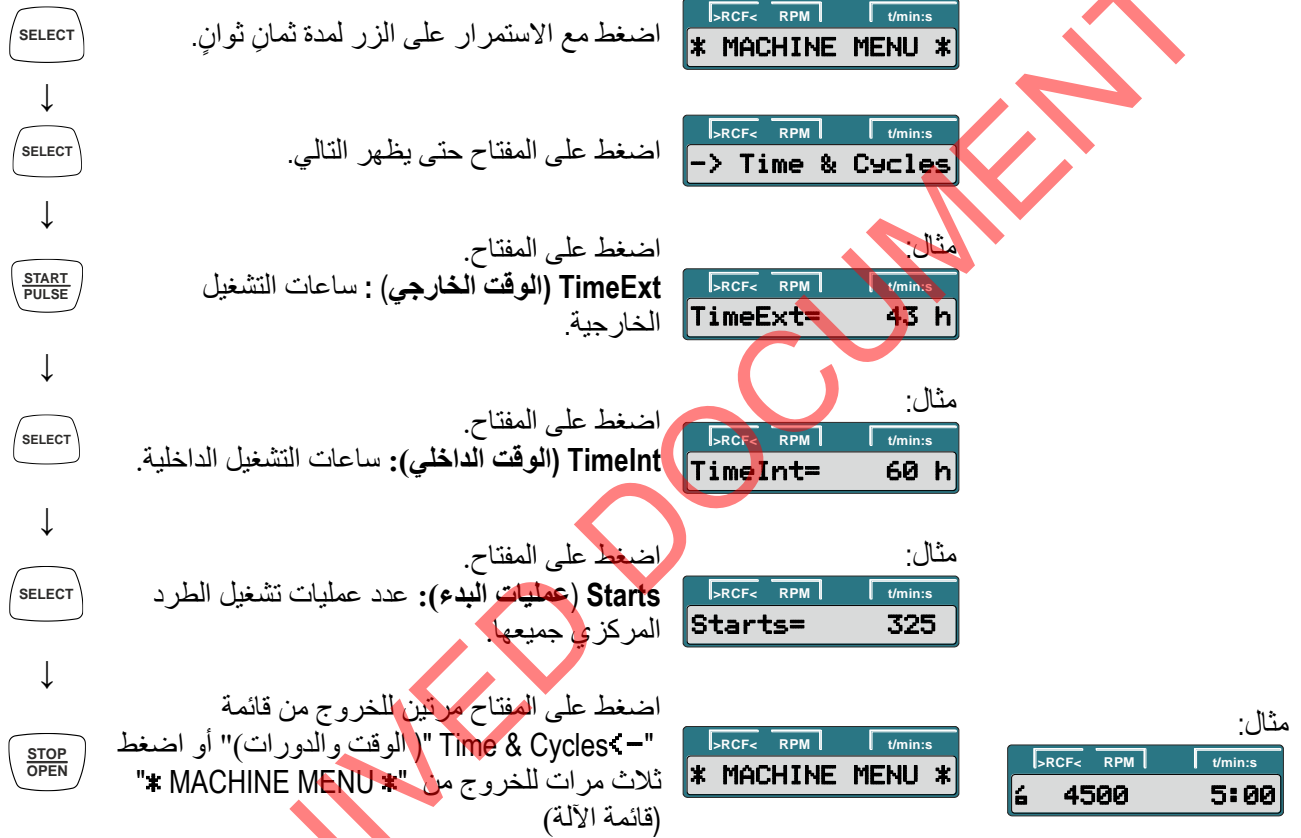 SELECT
اضغط مع الاستمرار على الزر لمدة ثمانِ ثوانٍ.
>RCF< RPM t/min:s
* MACHINE MENU *
↓
SELECT
اضغط على المفتاح حتى يظهر التالي.
>RCF< RPM t/min:s
-> Time & Cycles
↓
START
PULSE
اضغط على المفتاح.
TimeExt (الوقت الخارجي) : ساعات التشغيل
الخارجية.
مثال:
>RCF< RPM t/min:s
TimeExt= 43 h
↓
SELECT
اضغط على المفتاح.
TimeInt (الوقت الداخلي): ساعات التشغيل الداخلية.
مثال:
>RCF< RPM t/min:s
TimeInt= 60 h
↓
SELECT
اضغط على المفتاح.
Starts (عمليات البدء): عدد عمليات تشغيل الطرد
المركزي جميعها.
مثال:
>RCF< RPM t/min:s
Starts= 325
↓
STOP
OPEN
اضغط على المفتاح مرتين للخروج من قائمة
"-> Time & Cycles "( الوقت والدورات)" أو اضغط
ثلاث مرات للخروج من "* MACHINE MENU *"
(قائمة الآلة)
>RCF< RPM t/min:s
* MACHINE MENU *
مثال:
>RCF< RPM t/min:s
4500 5:00
IVED DOCUMENT